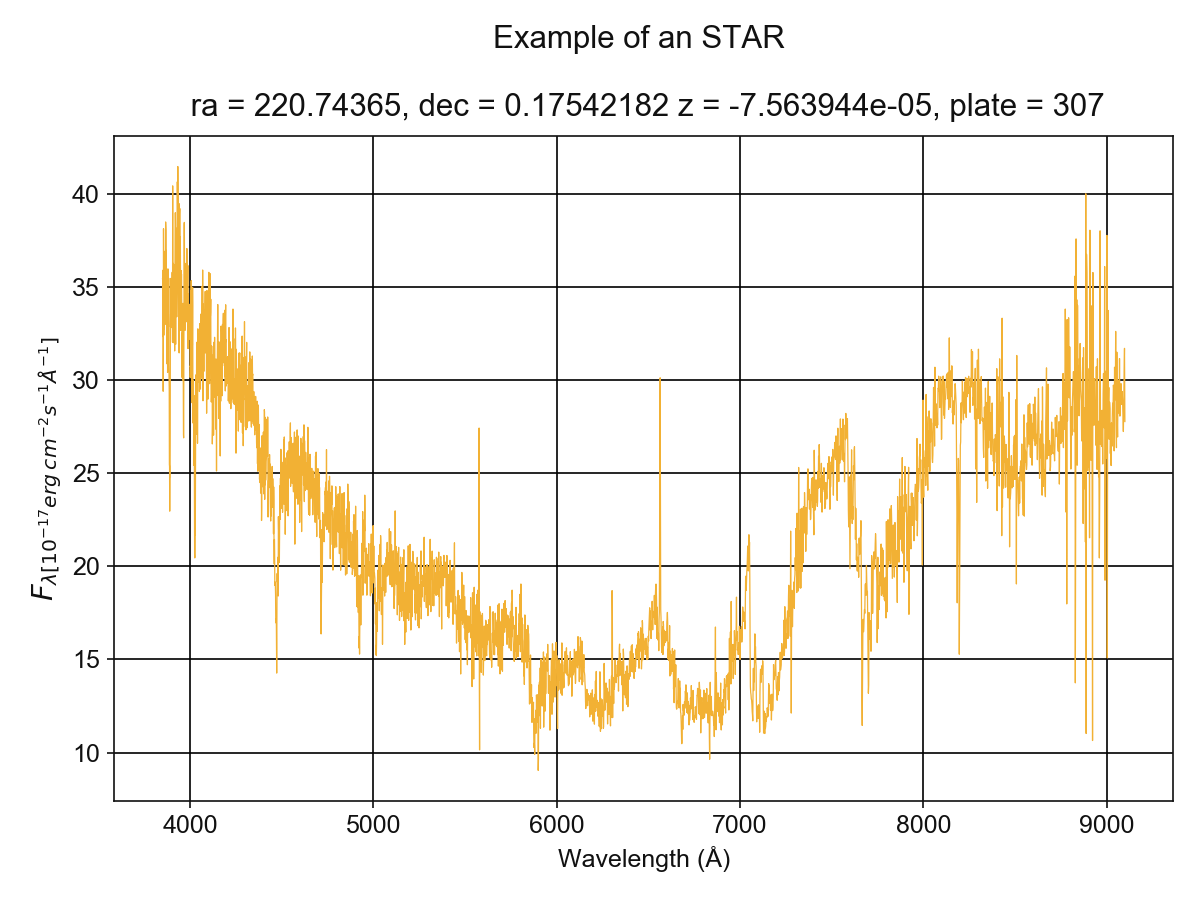 Example of an STAR
ra = 220.74365, dec = 0.17542182 z = -7.563944e-05, plate = 307
40
35
30
25
20
15
10
F_λ[10^{-17} erg cm^{-2} s^{-1} Å^{-1}]
4000 5000 6000 7000 8000 9000
Wavelength (Å)